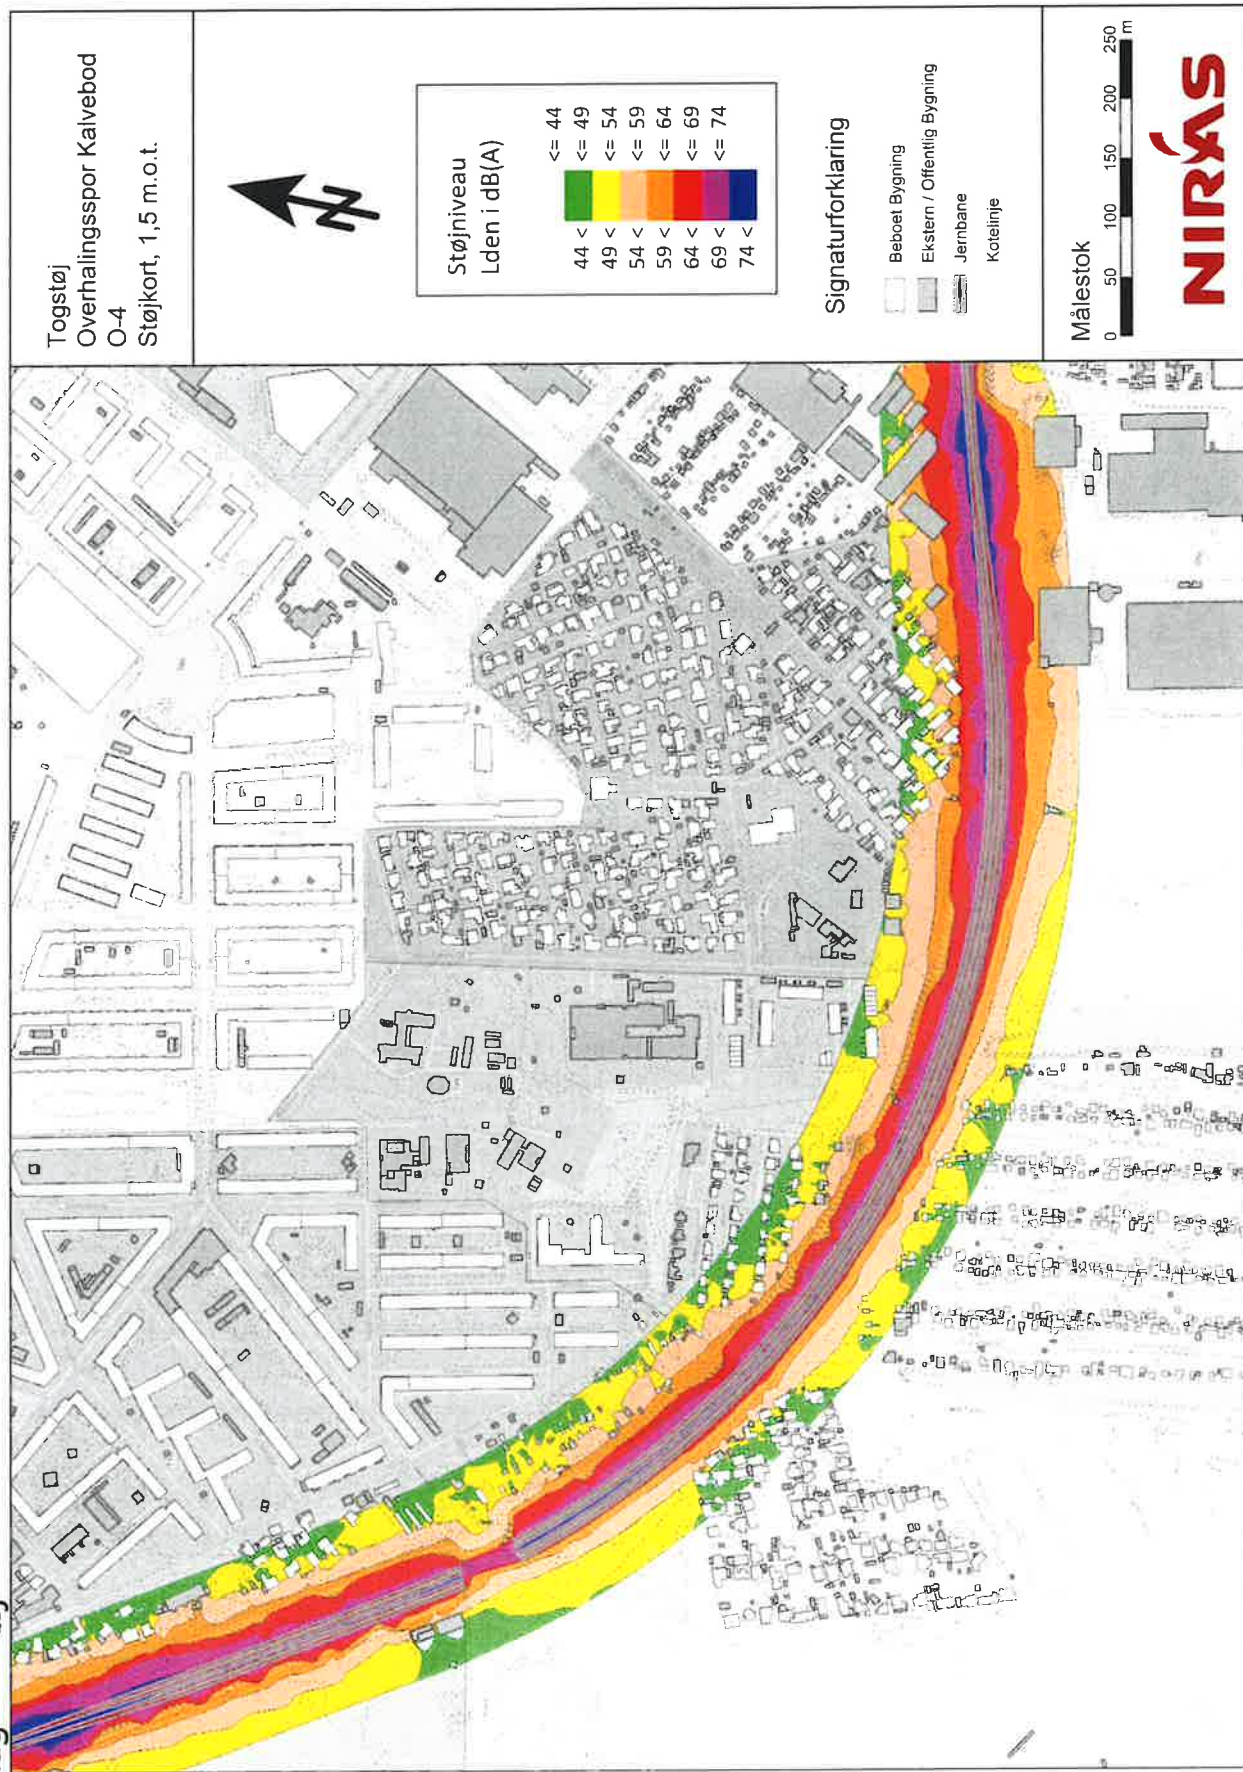 Togstøj
Overhalingsspor Kalvebod
O-4
Støjkort, 1,5 m.o.t.
N
Støjniveau
Lden i dB(A)
<= 44
44 < <= 49
49 < <= 54
54 < <= 59
59 < <= 64
64 < <= 69
69 < <= 74
74 <
Signaturforklaring
Beboet Bygning
Ekstern / Offentlig Bygning
Jernbane
Kotelinje
Målestok
0 50 100 150 200 250
m
NIRAS